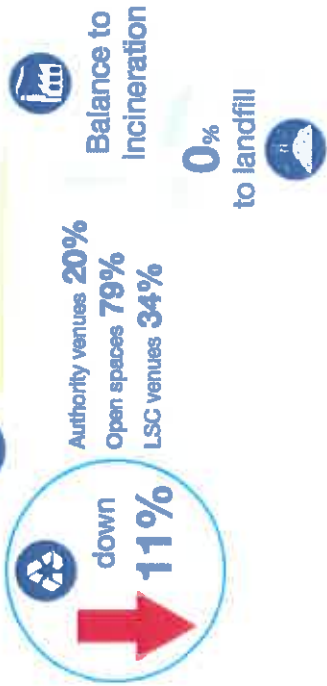 down
11%
Authority venues 20%
Open spaces 79%
LSC venues 34%
Balance to
Incineration
0%
to landfill